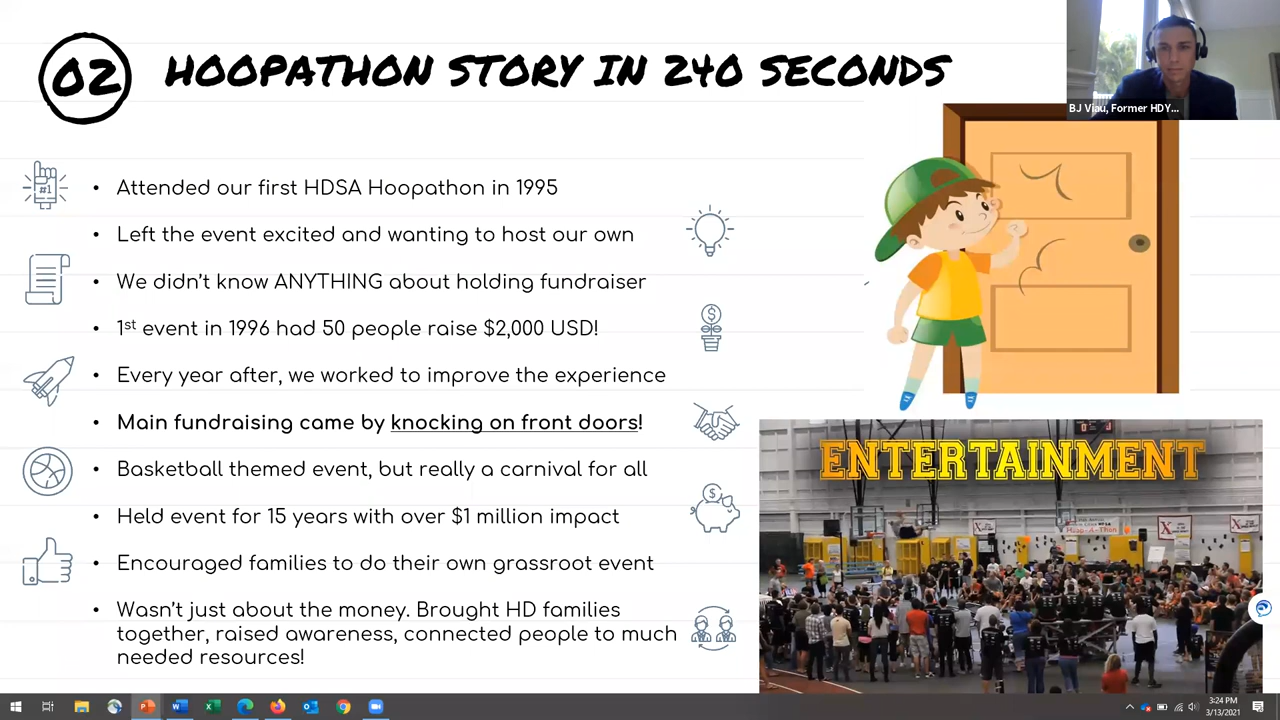 02 HOOPATHON STORY IN 240 SECONDS
BJ Viau, Former HDY...
#1
• Attended our first HDSA Hoopathon in 1995
• Left the event excited and wanting to host our own
• We didn't know ANYTHING about holding fundraiser
• 1st event in 1996 had 50 people raise $2,000 USD!
• Every year after, we worked to improve the experience
• Main fundraising came by knocking on front doors!
• Basketball themed event, but really a carnival for all
• Held event for 15 years with over $1 million impact
• Encouraged families to do their own grassroot event
• Wasn't just about the money. Brought HD families
together, raised awareness, connected people to much
needed resources!
ENTERTAINMENT
Hoop-A-Thon
3:24 PM
3/13/2021